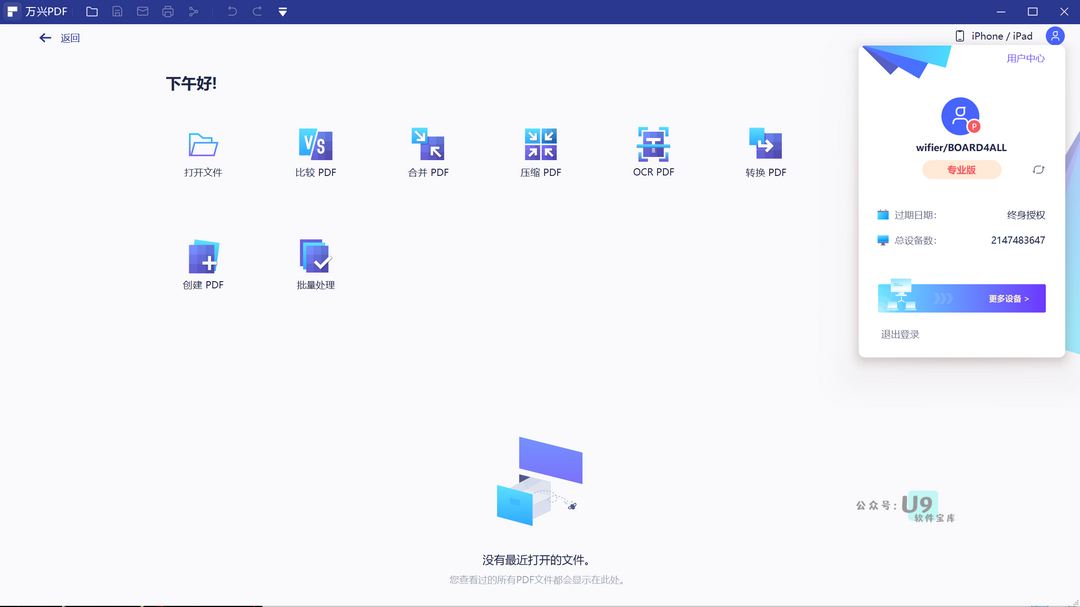 万兴PDF
返回
iPhone / iPad
用户中心
下午好!
wifier/BOARD4ALL
专业版
打开文件
比较 PDF
合并 PDF
压缩 PDF
OCR PDF
转换 PDF
过期日期:
终身授权
总设备数:
2147483647
创建 PDF
批量处理
更多设备 >
退出登录
公众号:U9
软件宝库
没有最近打开的文件。
您查看过的所有PDF文件都会显示在此处。